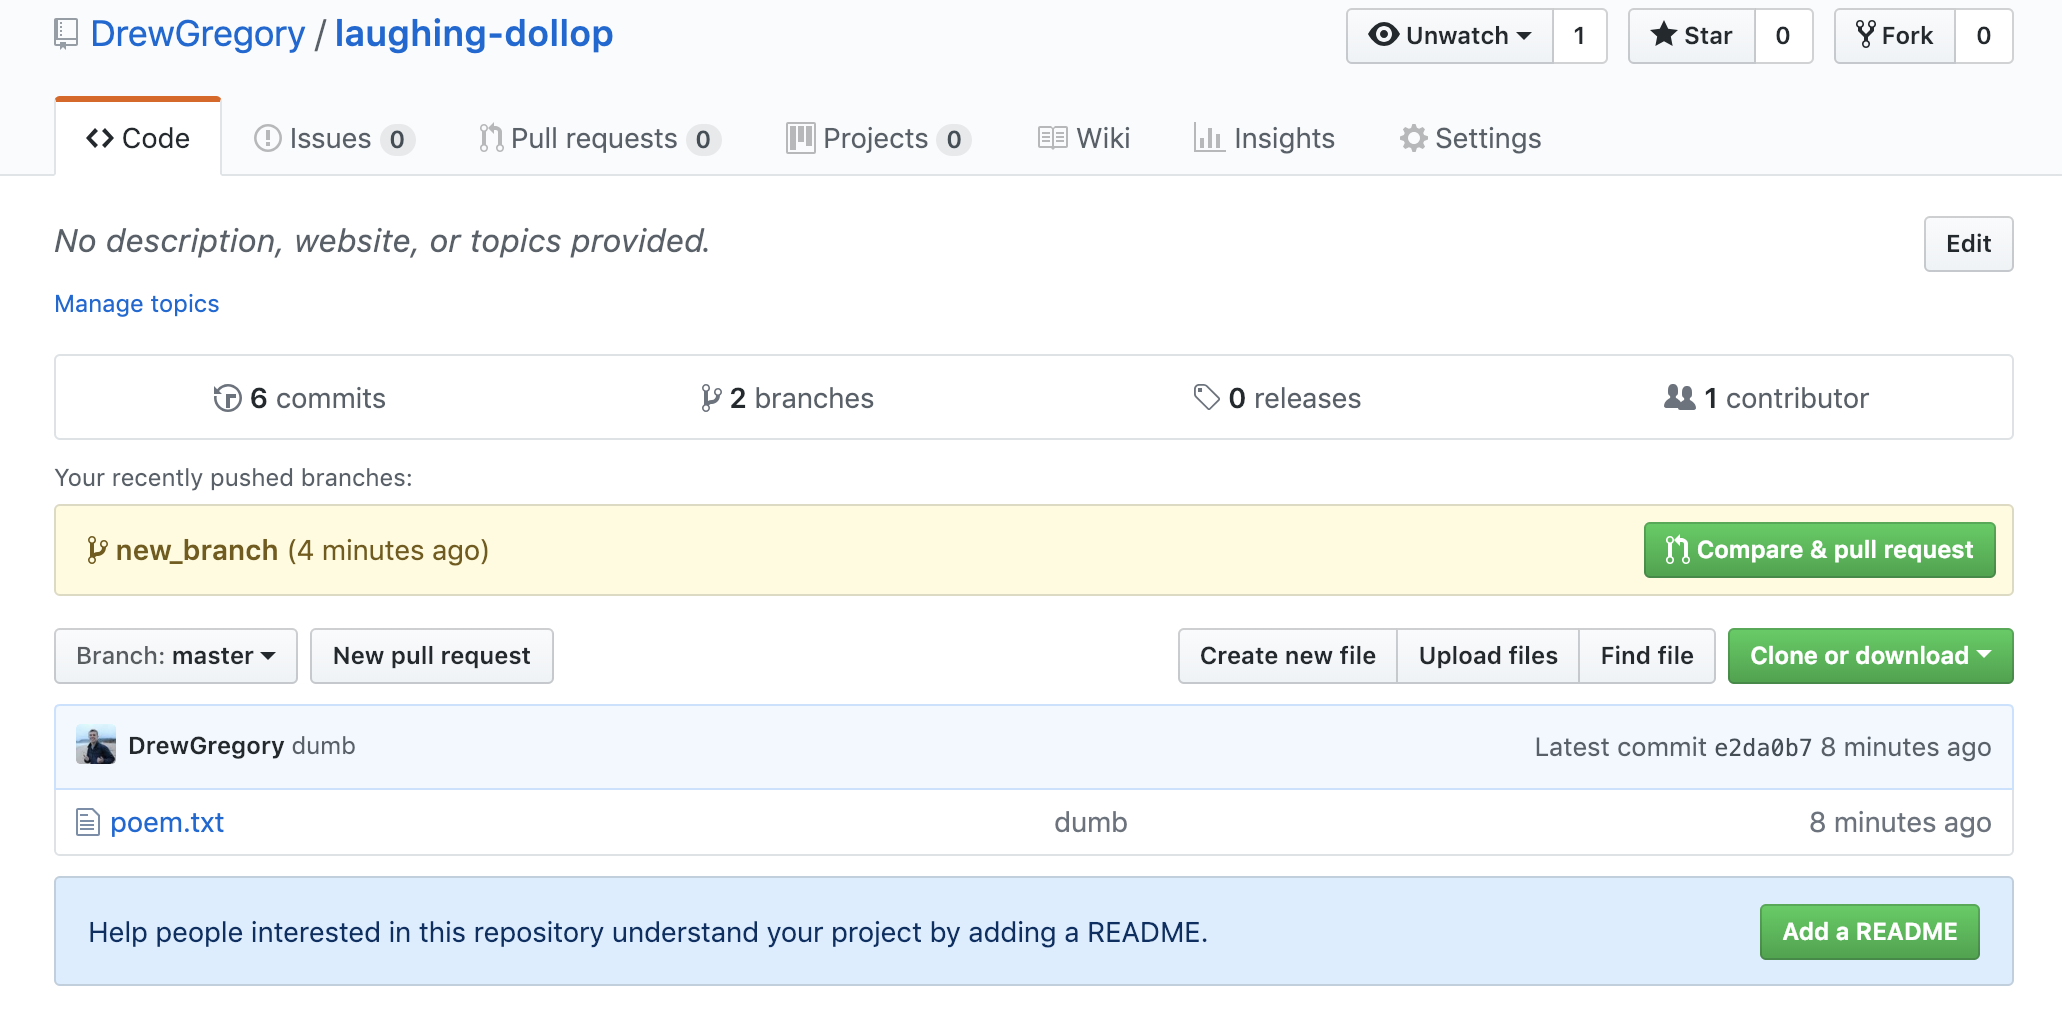 DrewGregory / laughing-dollop
Unwatch 1 Star 0 Fork 0
Code Issues 0 Pull requests 0 Projects 0 Wiki Insights Settings
No description, website, or topics provided. Edit
Manage topics
6 commits 2 branches 0 releases 1 contributor
Your recently pushed branches:
new_branch (4 minutes ago) Compare & pull request
Branch: master New pull request Create new file Upload files Find file Clone or download
DrewGregory dumb Latest commit e2da0b7 8 minutes ago
poem.txt dumb 8 minutes ago
Help people interested in this repository understand your project by adding a README. Add a README